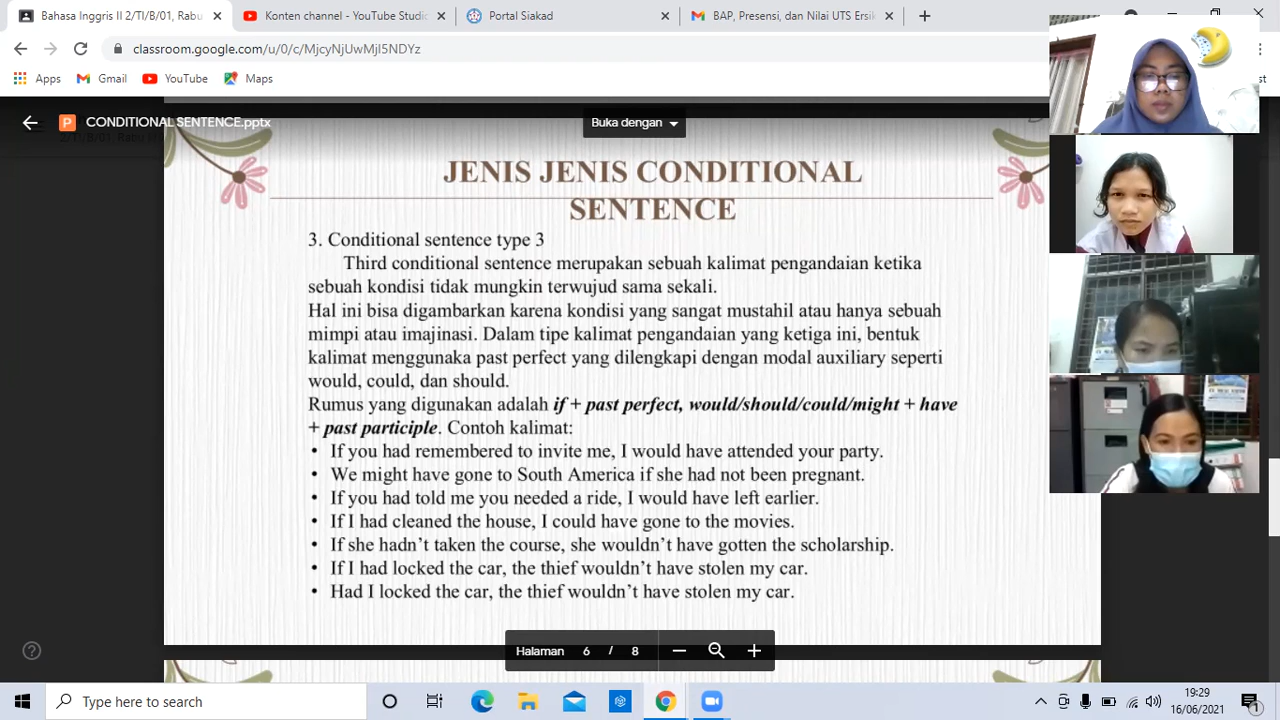 Bahasa Inggris II 2/TI/B/01, Rabu
Konten channel - YouTube Studio
Portal Siakad
BAP, Presensi, dan Nilai UTS Ersik
classroom.google.com/u/0/c/MjcyNjUwMjI5NDYz
Apps
Gmail
YouTube
Maps
CONDITIONAL SENTENCE.pptx
Buka dengan
JENIS JENIS CONDITIONAL
SENTENCE
3. Conditional sentence type 3
Third conditional sentence merupakan sebuah kalimat pengandaian ketika
sebuah kondisi tidak mungkin terwujud sama sekali.
Hal ini bisa digambarkan karena kondisi yang sangat mustahil atau hanya sebuah
mimpi atau imajinasi. Dalam tipe kalimat pengandaian yang ketiga ini, bentuk
kalimat menggunaka past perfect yang dilengkapi dengan modal auxiliary seperti
would, could dan should.
Rumus yang digunakan adalah if + past perfect, would/should/could/might + have
+ past participle. Contoh kalimat:
• If you had remembered to invite me, I would have attended your party.
• We might have gone to South America if she had not been pregnant.
• If you had told me you needed a ride, I would have left earlier.
• If I had cleaned the house, I could have gone to the movies.
• If she hadn't taken the course, she wouldn't have gotten the scholarship.
• If I had locked the car, the thief wouldn't have stolen my car.
• Had I locked the car, the thief wouldn't have stolen my car.
Halaman 6 / 8
Type here to search
19:29
16/06/2021
1